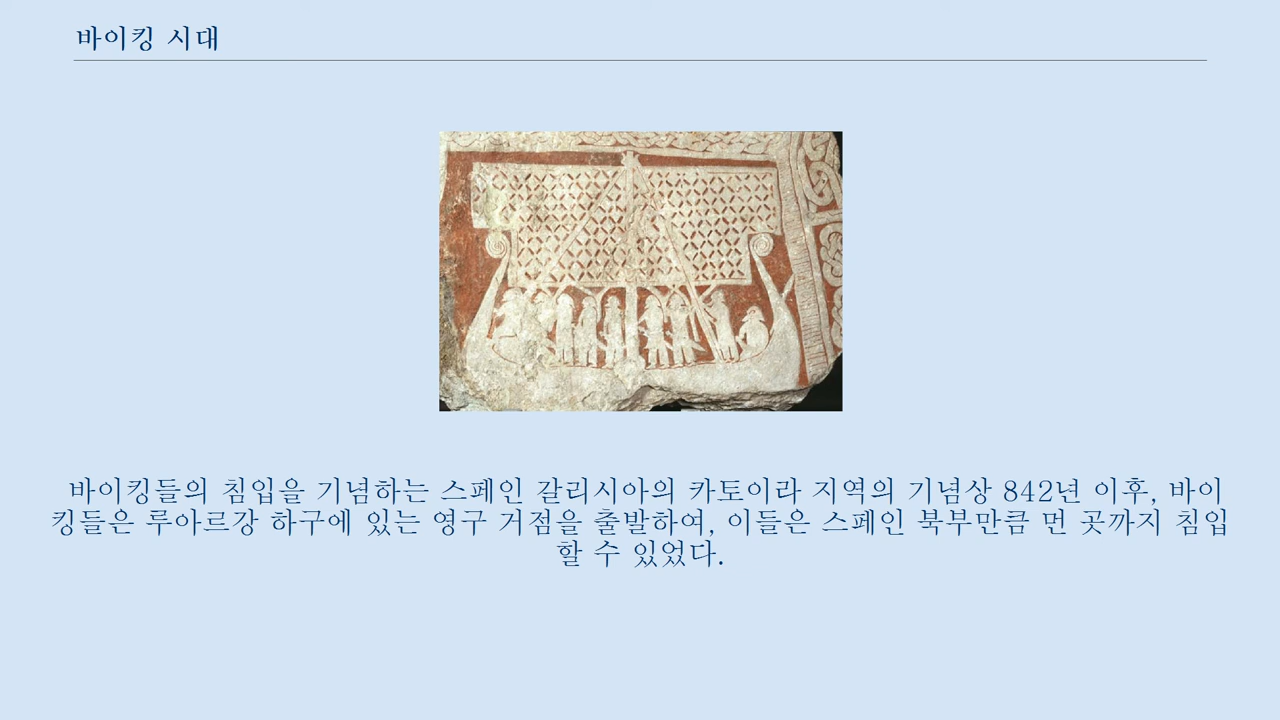 바이킹 시대
바이킹들의 침입을 기념하는 스페인 갈리시아의 카토이라 지역의 기념상 842년 이후, 바이
킹들은 루아르강 하구에 있는 영구 거점을 출발하여, 이들은 스페인 북부만큼 먼 곳까지 침입
할 수 있었다.